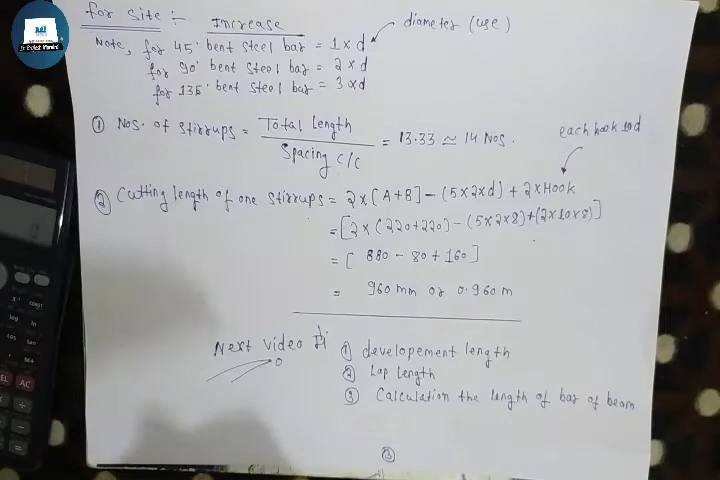 for site :- Increase
diameter (use)
Note, for 45° bent steel bar = 1 x d
for 90° bent steel bar = 2 x d
for 135° bent steel bar = 3 x d
① Nos. of stirrups = Total length / Spacing c/c = 13.33 ≃ 14 Nos.
each hook 10d
② Cutting length of one stirrups = 2 x [A+B] - (5x2xd) + 2 x Hook
= [2 x (220+220) - (5x2x8) + (2x10x8)]
= [ 880 - 80 + 160 ]
= 960 mm or 0.960 m
Next video में
① developement length
② Lap length
③ Calculation the length of bar of beam
③